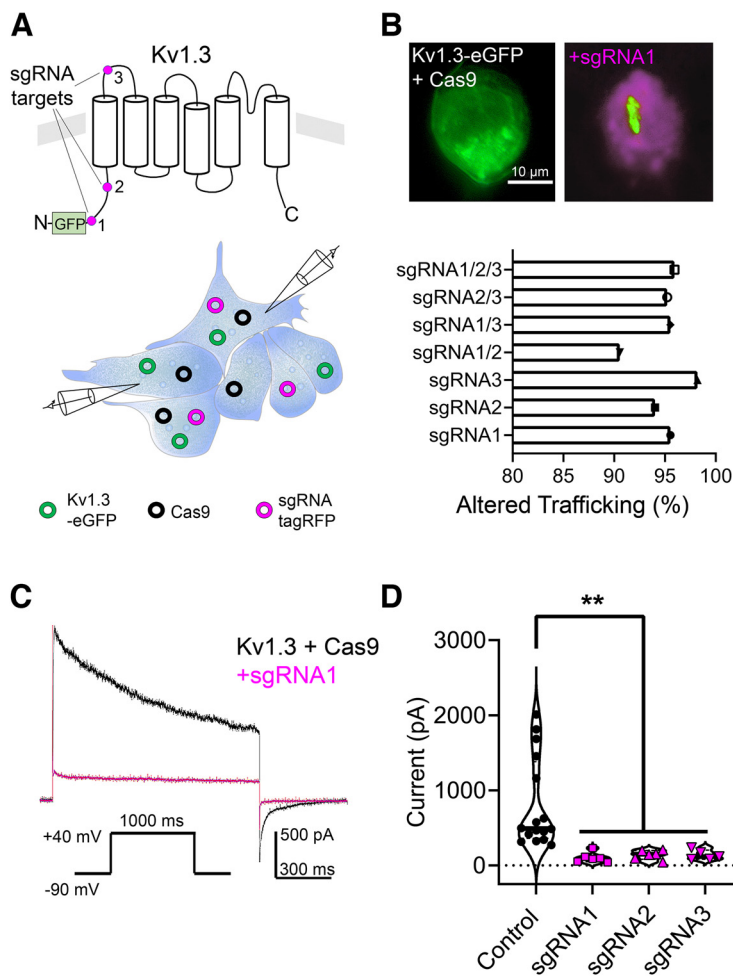 A
Kv1.3
sgRNA
targets
3
2
1
N-GFP
C
Kv1.3
-eGFP
Cas9
sgRNA
tagRFP
B
Kv1.3-eGFP
+ Cas9
+sgRNA1
10 µm
sgRNA1/2/3
sgRNA2/3
sgRNA1/3
sgRNA1/2
sgRNA3
sgRNA2
sgRNA1
80 85 90 95 100
Altered Trafficking (%)
C
Kv1.3 + Cas9
+sgRNA1
1000 ms
+40 mV
-90 mV
500 pA
300 ms
D
**
3000
2000
1000
0
Current (pA)
Control
sgRNA1
sgRNA2
sgRNA3